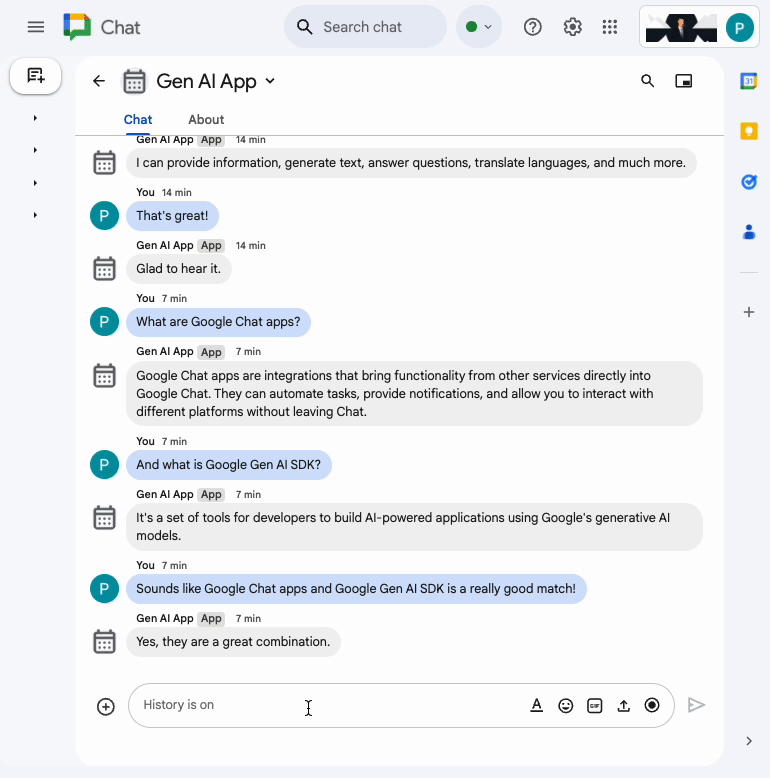 Chat
Search chat
P
Gen AI App
Chat About
Gen AI App App 14 min
I can provide information, generate text, answer questions, translate languages, and much more.
You 14 min
P
That's great!
Gen AI App App 14 min
Glad to hear it.
You 7 min
P
What are Google Chat apps?
Gen AI App App 7 min
Google Chat apps are integrations that bring functionality from other services directly into
Google Chat. They can automate tasks, provide notifications, and allow you to interact with
different platforms without leaving Chat.
You 7 min
P
And what is Google Gen AI SDK?
Gen AI App App 7 min
It's a set of tools for developers to build AI-powered applications using Google's generative AI
models.
You 7 min
P
Sounds like Google Chat apps and Google Gen AI SDK is a really good match!
Gen AI App App 7 min
Yes, they are a great combination.
History is on
A
GIF
31